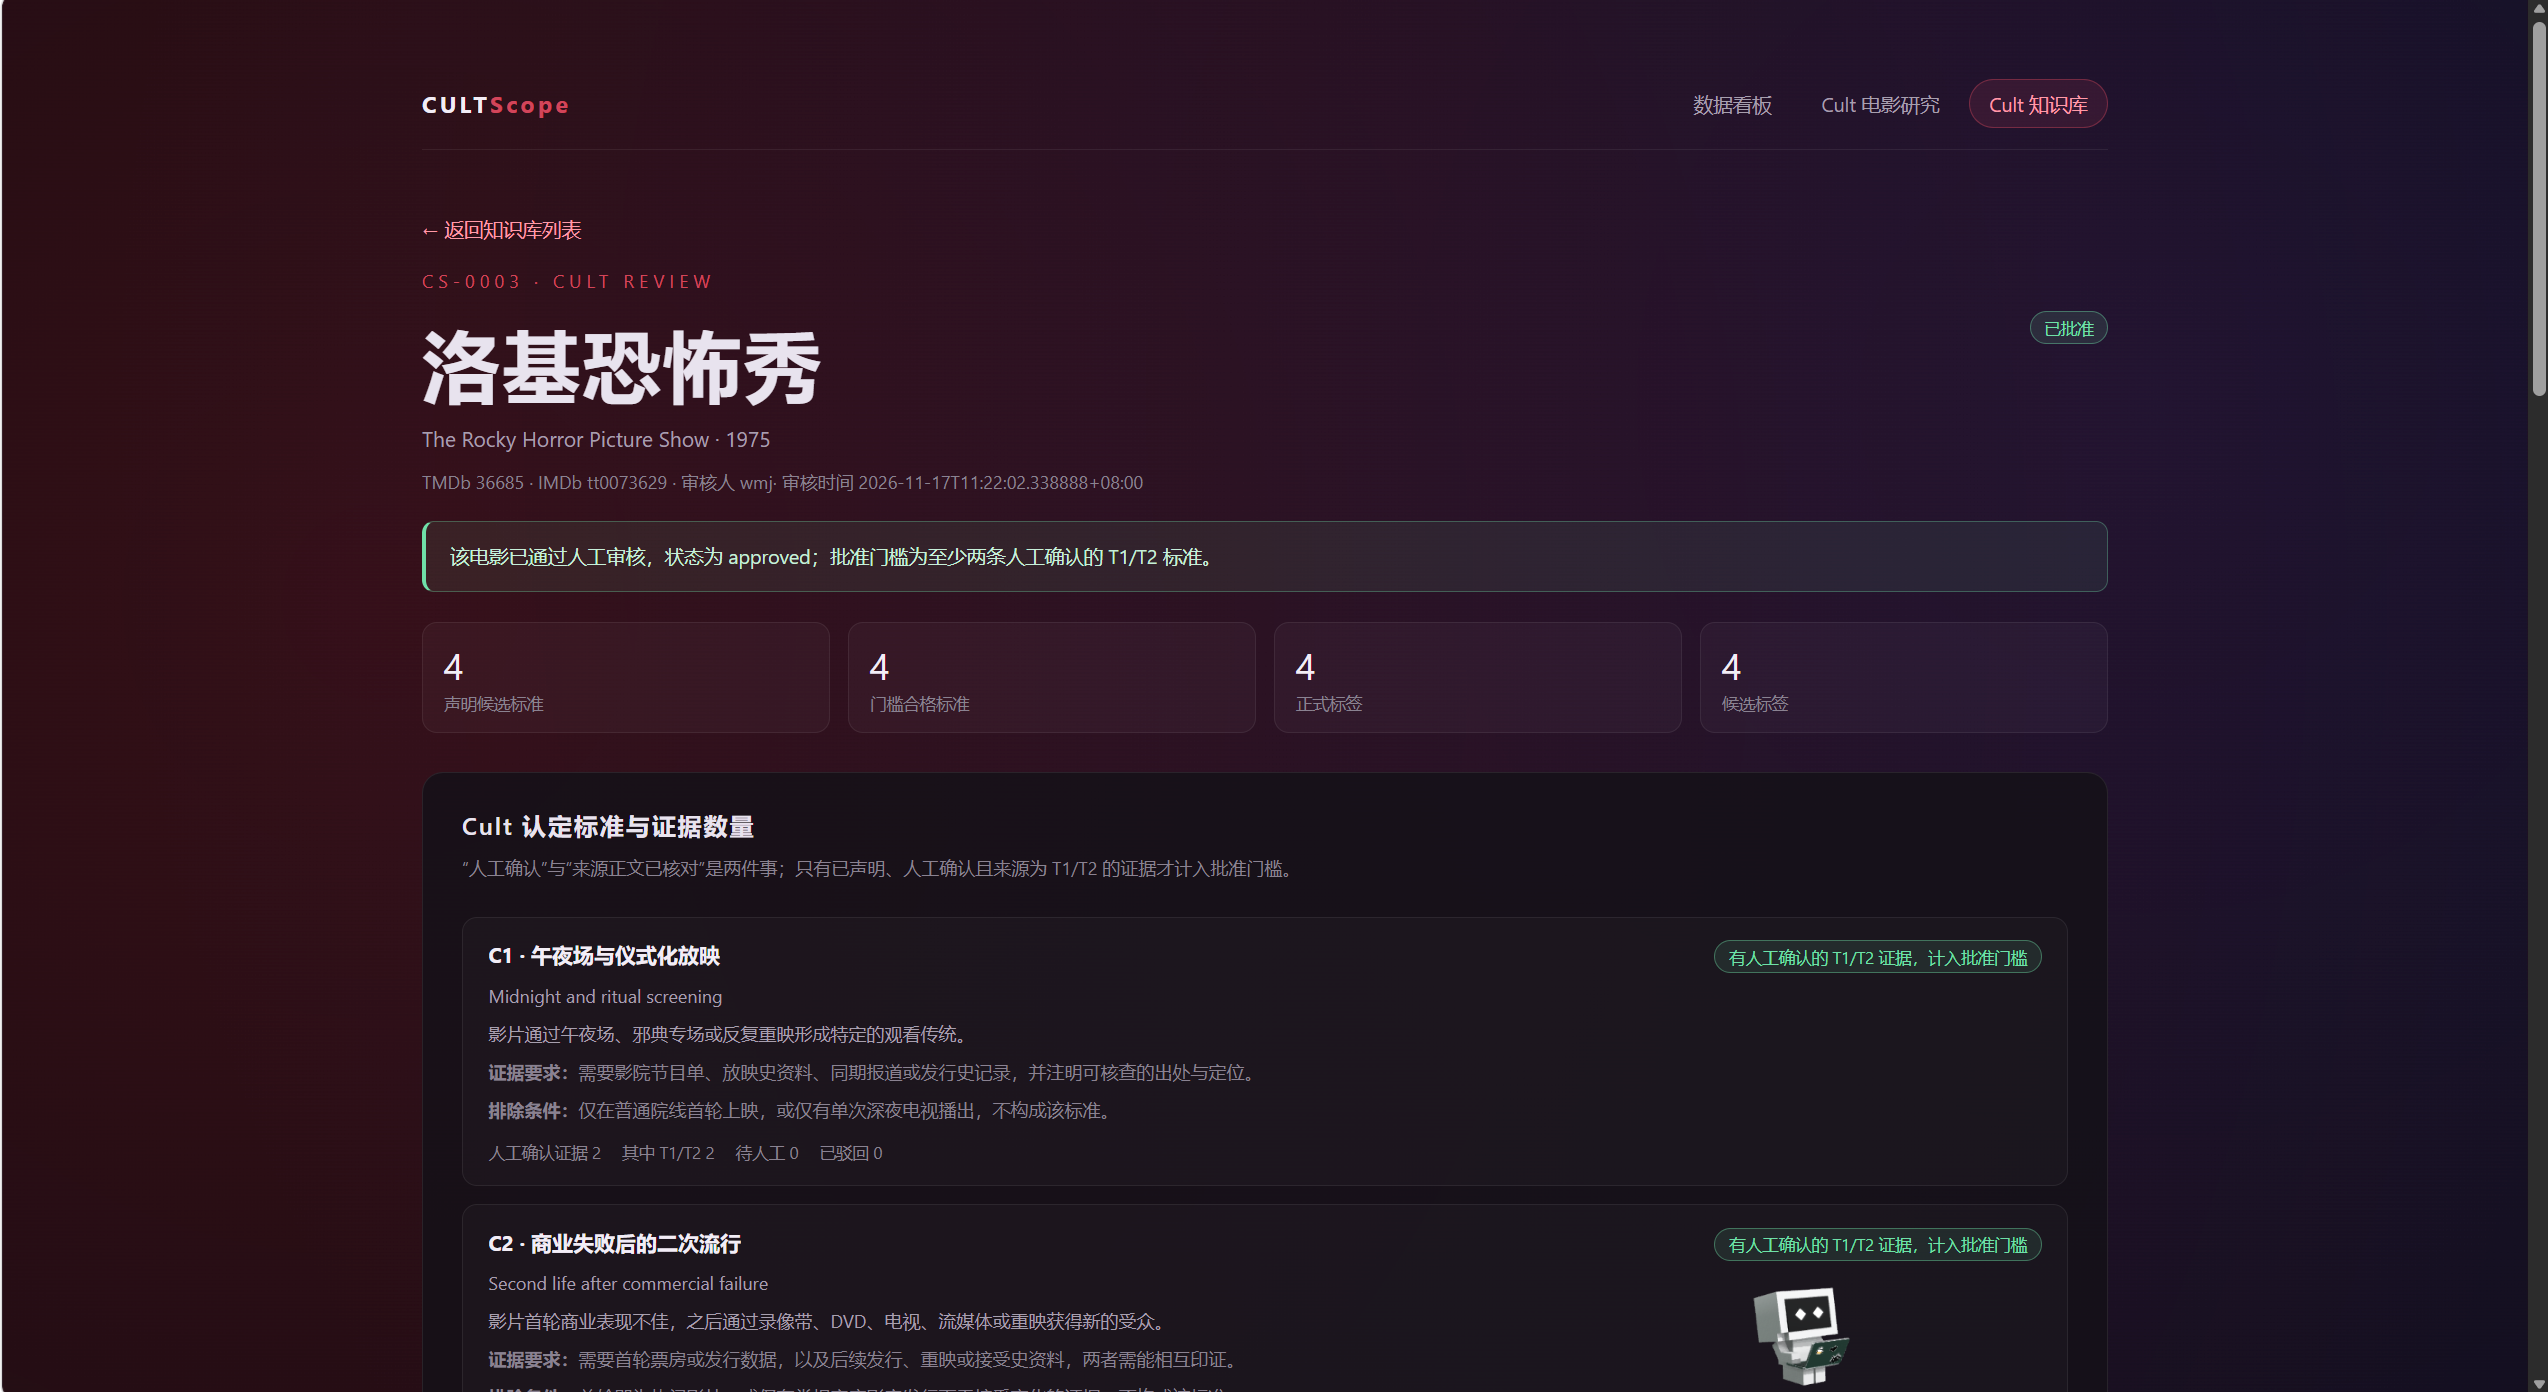 CULTScope
数据看板
Cult 电影研究
Cult 知识库
← 返回知识库列表
CS-0003 · CULT REVIEW
洛基恐怖秀
已批准
The Rocky Horror Picture Show · 1975
TMDb 36685 · IMDb tt0073629 · 审核人 wmj· 审核时间 2026-11-17T11:22:02.338888+08:00
该电影已通过人工审核，状态为 approved；批准门槛为至少两条人工确认的 T1/T2 标准。
4
声明候选标准
4
门槛合格标准
4
正式标签
4
候选标签
Cult 认定标准与证据数量
“人工确认”与“来源正文已核对”是两件事；只有已声明、人工确认且来源为 T1/T2 的证据才计入批准门槛。
C1 · 午夜场与仪式化放映
有人工确认的 T1/T2 证据，计入批准门槛
Midnight and ritual screening
影片通过午夜场、邪典专场或反复重映形成特定的观看传统。
证据要求：需要影院节目单、放映史资料、同期报道或发行史记录，并注明可核查的出处与定位。
排除条件：仅在普通院线首轮上映，或仅有单次深夜电视播出，不构成该标准。
人工确认证据 2 其中 T1/T2 2 待人工 0 已驳回 0
C2 · 商业失败后的二次流行
有人工确认的 T1/T2 证据，计入批准门槛
Second life after commercial failure
影片首轮商业表现不佳，之后通过录像带、DVD、电视、流媒体或重映获得新的受众。
证据要求：需要首轮票房或发行数据，以及后续发行、重映或接受史资料，两者需能相互印证。